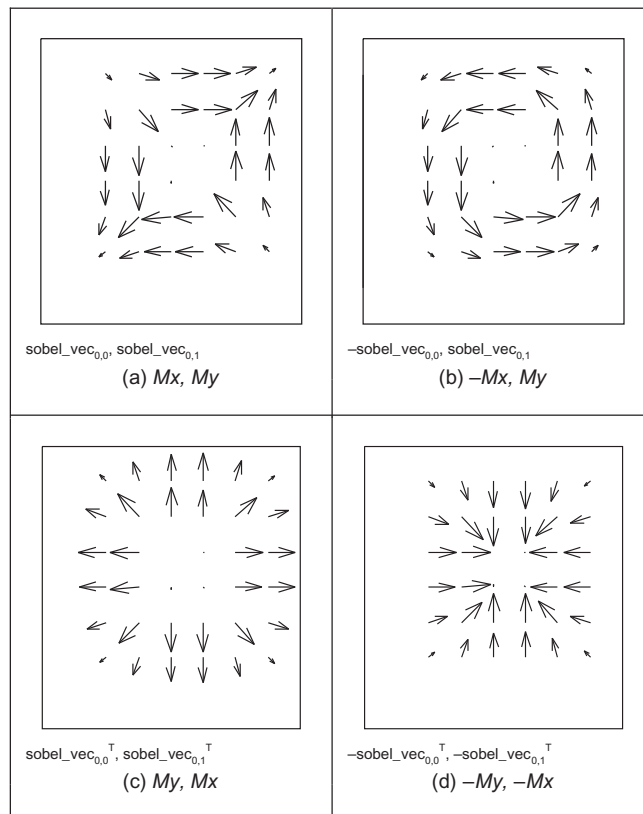 sobel_vec0,0, sobel_vec0,1
(a) Mx, My
–sobel_vec0,0, sobel_vec0,1
(b) –Mx, My
sobel_vec0,0T, sobel_vec0,1T
(c) My, Mx
–sobel_vec0,0T, –sobel_vec0,1T
(d) –My, –Mx